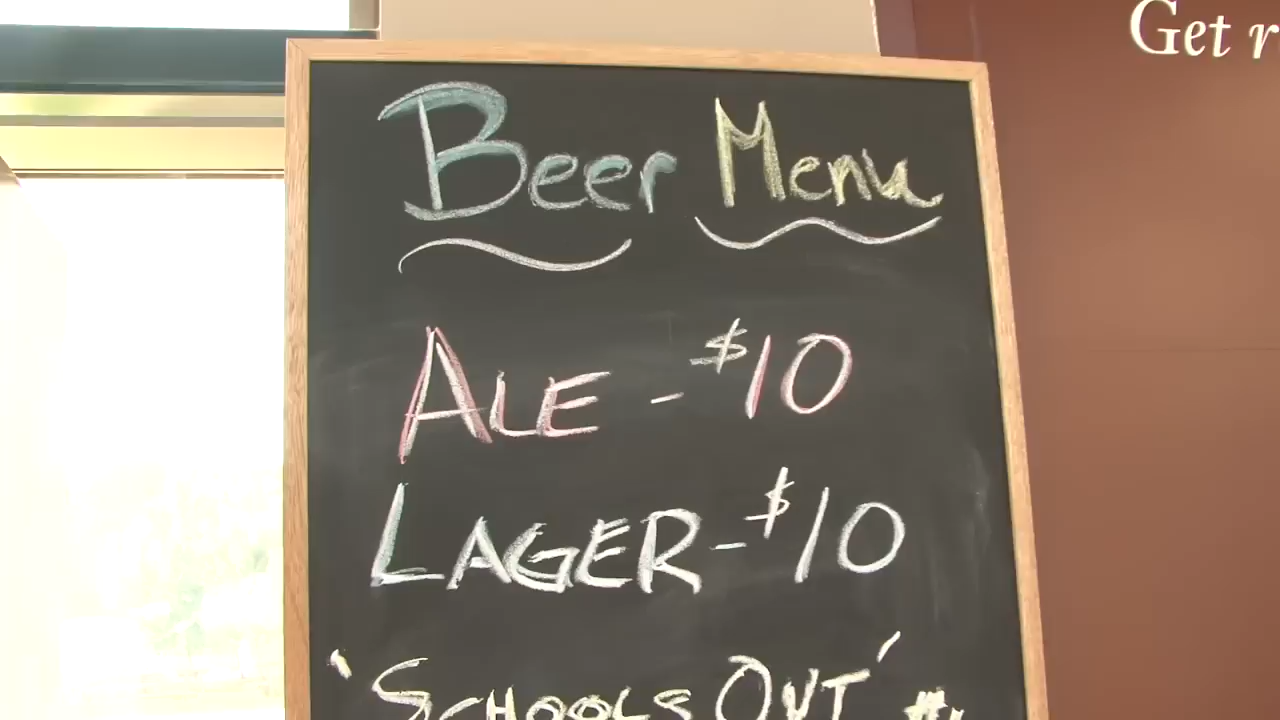 Get
Beer Menu
ALE - $10
LAGER - $10
'SCHOOLS OUT'